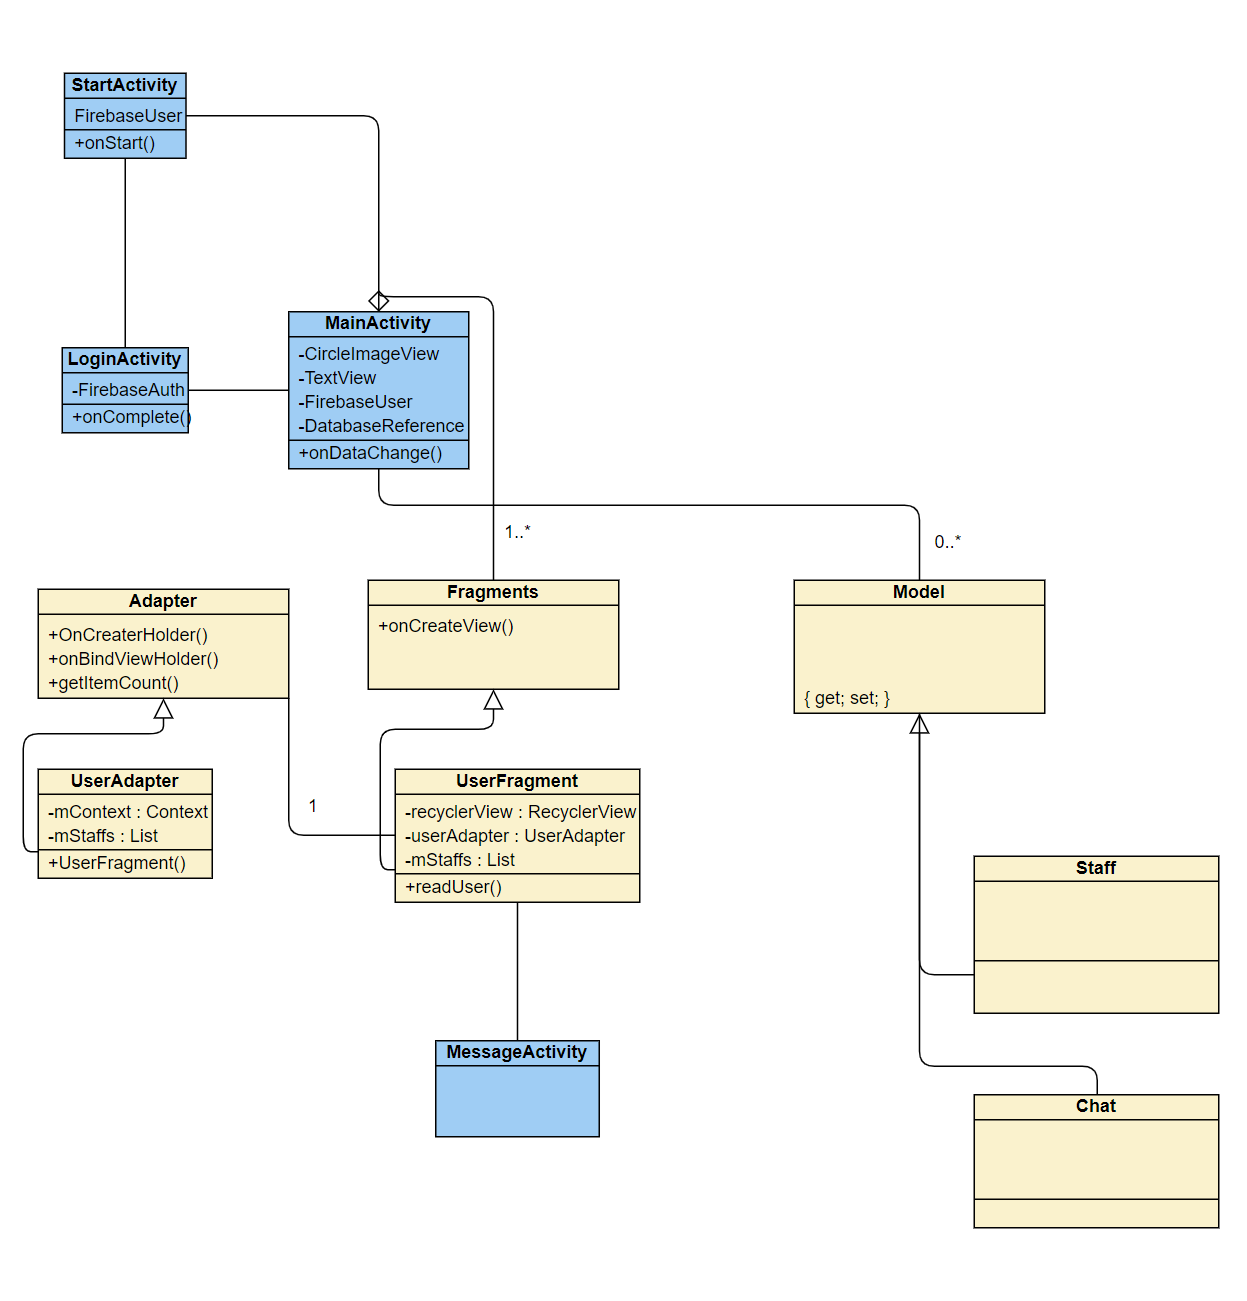 StartActivity
FirebaseUser
+onStart()
LoginActivity
-FirebaseAuth
+onComplete()
MainActivity
-CircleImageView
-TextView
-FirebaseUser
-DatabaseReference
+onDataChange()
1..*
0..*
Adapter
+OnCreaterHolder()
+onBindViewHolder()
+getItemCount()
Fragments
+onCreateView()
Model
{ get; set; }
UserAdapter
-mContext : Context
-mStaffs : List
+UserFragment()
1
UserFragment
-recyclerView : RecyclerView
-userAdapter : UserAdapter
-mStaffs : List
+readUser()
Staff
MessageActivity
Chat